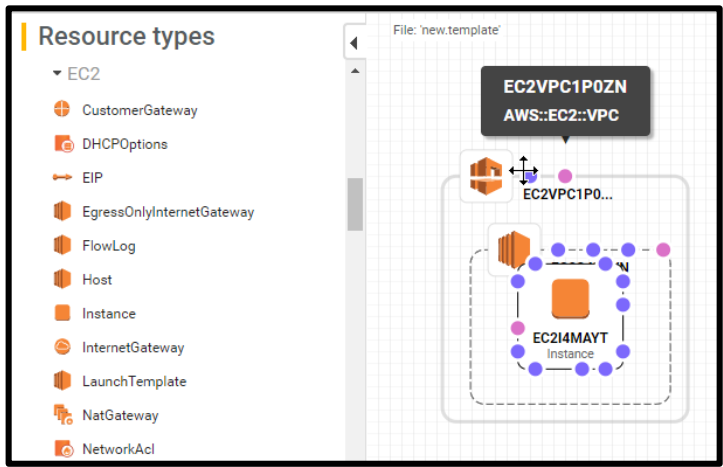 Resource types
EC2
CustomerGateway
DHCPOptions
EIP
EgressOnlyInternetGateway
FlowLog
Host
Instance
InternetGateway
LaunchTemplate
NatGateway
NetworkAcl
File: 'new.template'
EC2VPC1P0ZN
AWS::EC2::VPC
EC2VPC1P0...
EC2I4MAYT
Instance